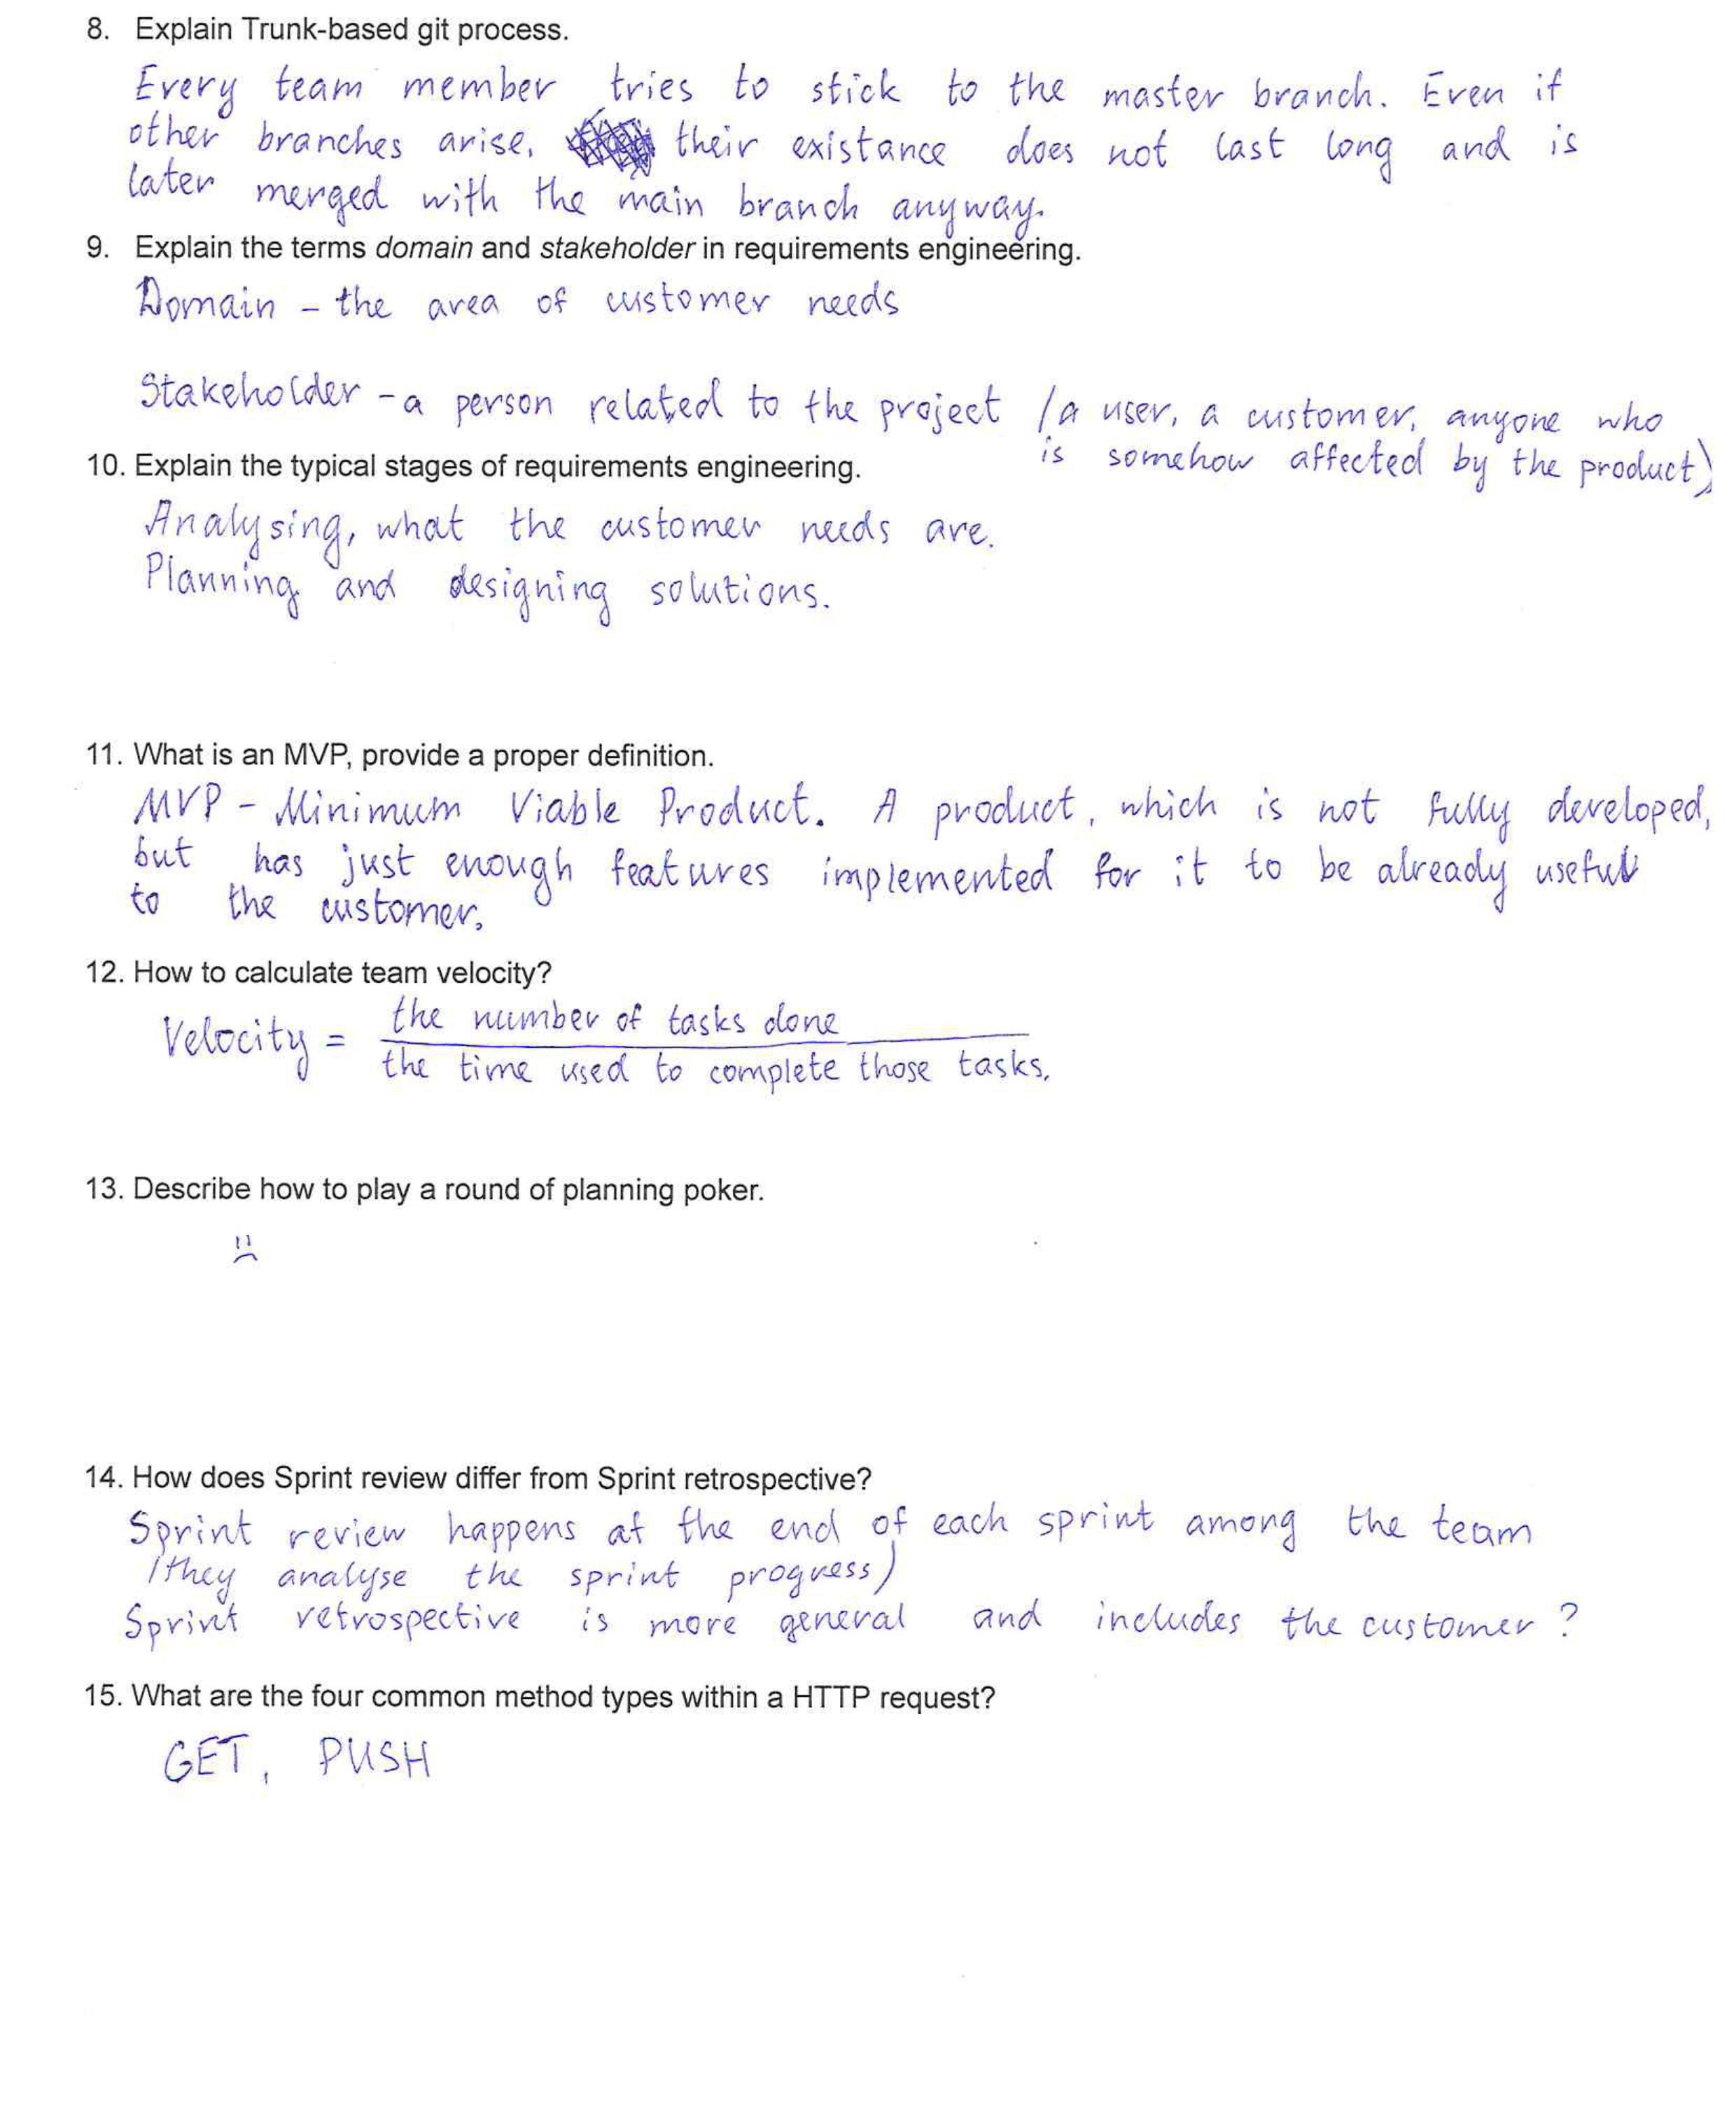 8. Explain Trunk-based git process.
Every team member tries to stick to the master branch. Even if
other branches arise, their existance does not last long and is
later merged with the main branch anyway.
9. Explain the terms domain and stakeholder in requirements engineering.
Domain - the area of customer needs
Stakeholder - a person related to the project (a user, a customer, anyone who
is somehow affected by the product)
10. Explain the typical stages of requirements engineering.
Analysing, what the customer needs are.
Planning and designing solutions.
11. What is an MVP, provide a proper definition.
MVP - Minimum Viable Product. A product, which is not fully developed,
but has just enough features implemented for it to be already useful
to the customer.
12. How to calculate team velocity?
Velocity = the number of tasks done
the time used to complete those tasks.
13. Describe how to play a round of planning poker.
14. How does Sprint review differ from Sprint retrospective?
Sprint review happens at the end of each sprint among the team
(they analyse the sprint progress)
Sprint retrospective is more general and includes the customer?
15. What are the four common method types within a HTTP request?
GET, PUSH